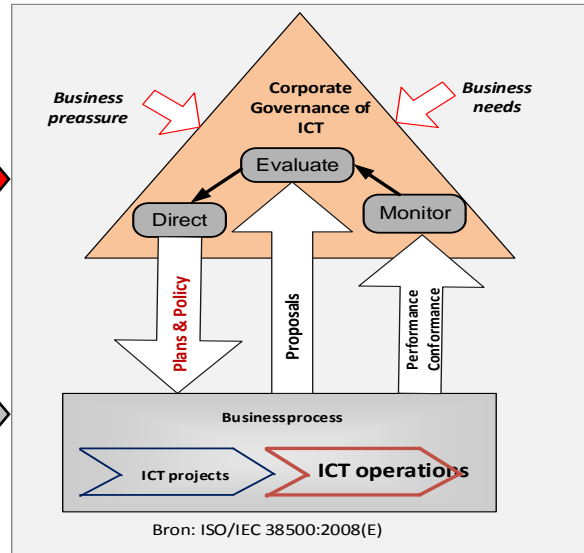 Corporate
Governance of
ICT
Business
preassure
Business
needs
Evaluate
Direct
Monitor
Plans & Policy
Proposals
Performance
Conformance
Businessprocess
ICT projects
ICT operations
Bron: ISO/IEC 38500:2008(E)